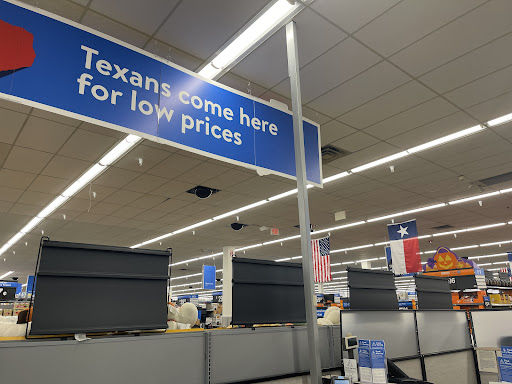 Texans come here
for low prices